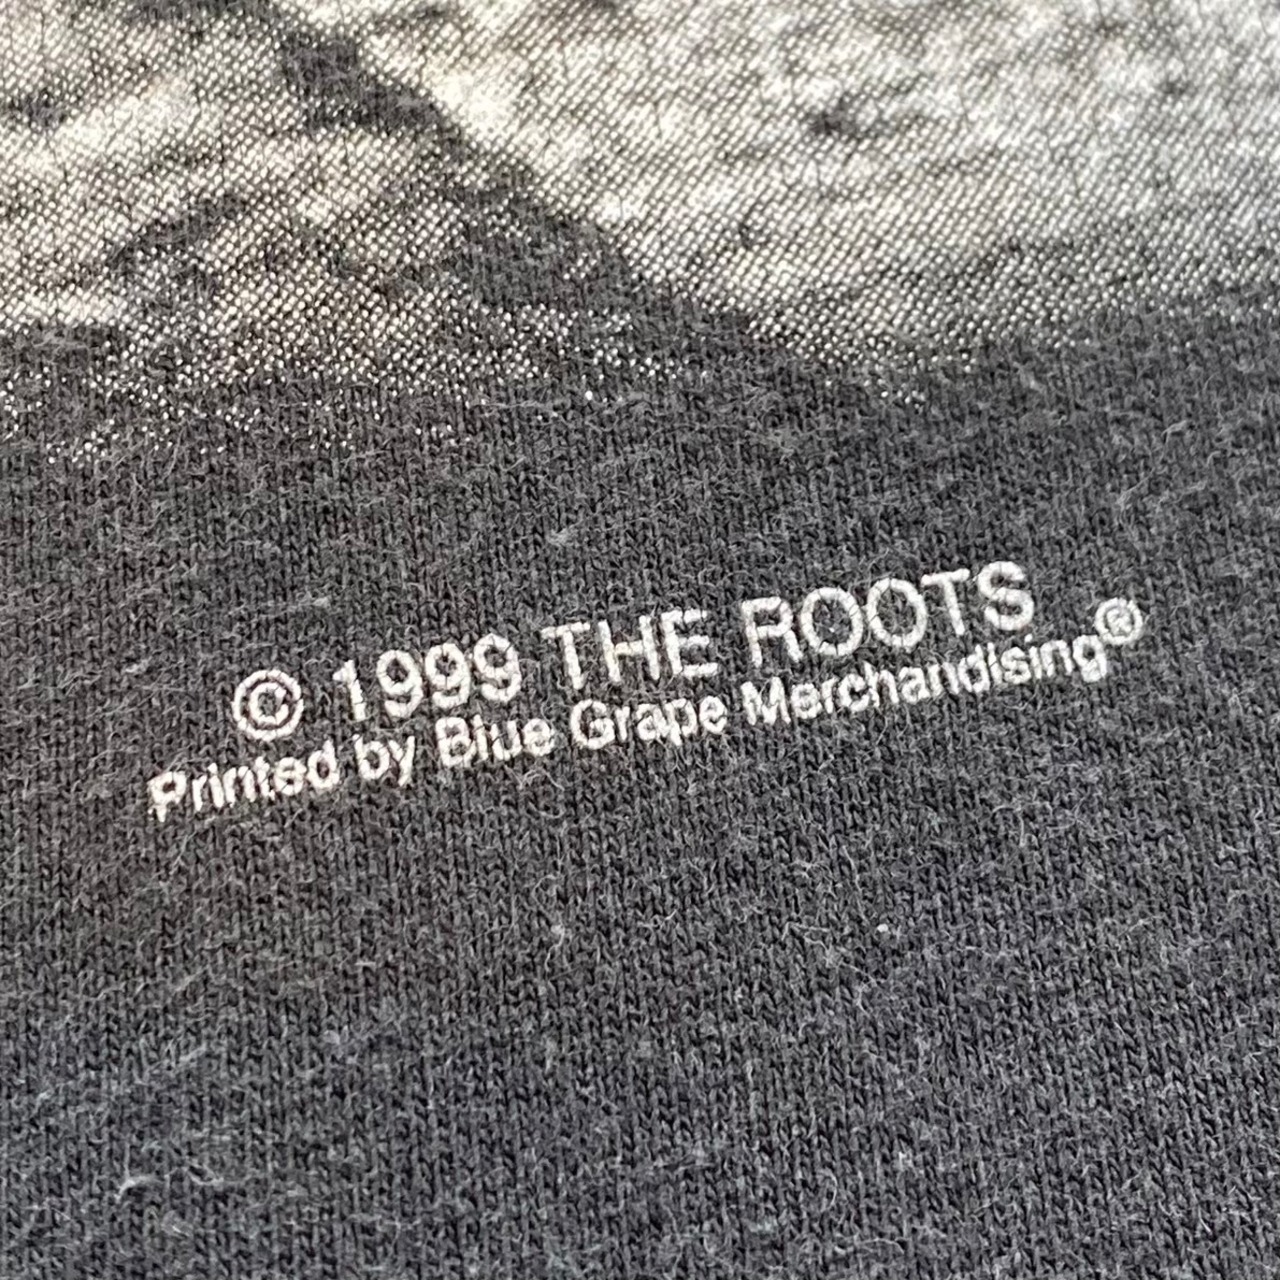 © 1999 THE ROOTS
Printed by Blue Grape Merchandising®